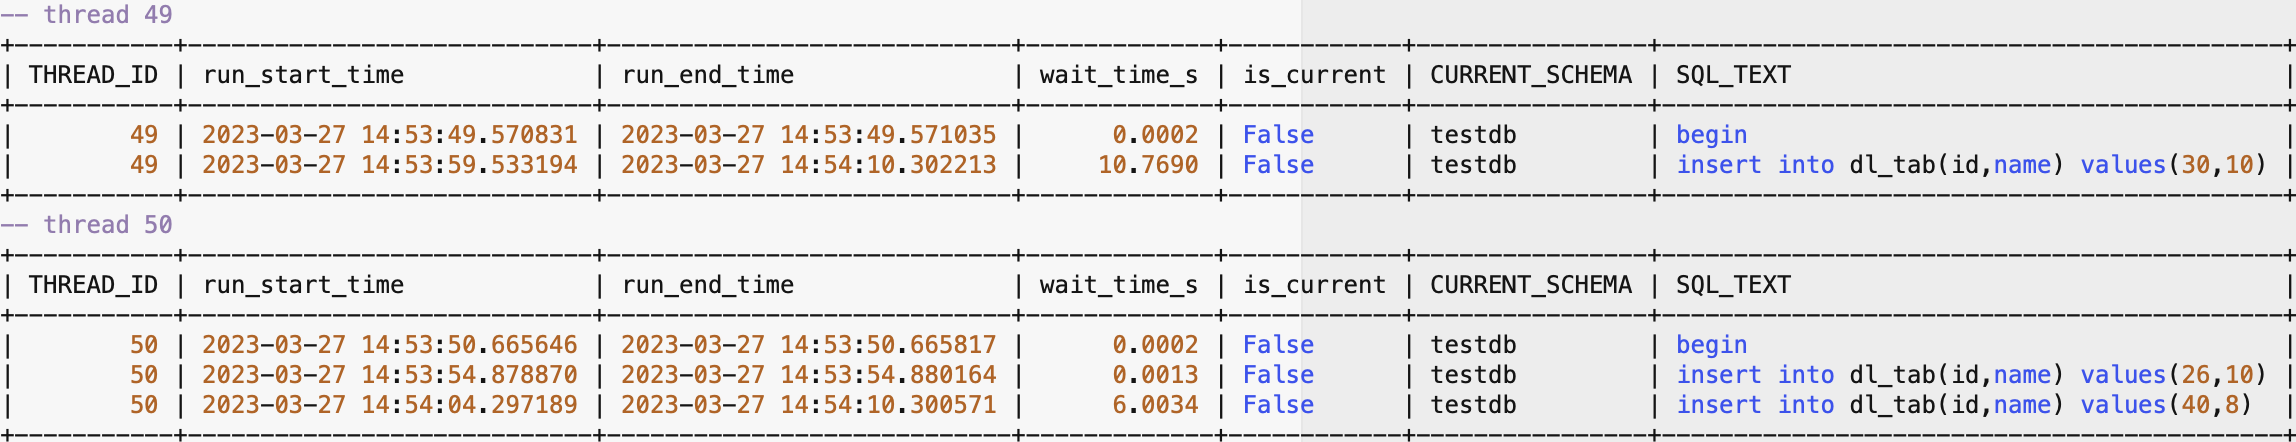 -- thread 49
+-----------+----------------------------+----------------------------+-------------+------------+----------------+-------------------------------------------+
| THREAD_ID | run_start_time             | run_end_time               | wait_time_s | is_current | CURRENT_SCHEMA | SQL_TEXT                                  |
+-----------+----------------------------+----------------------------+-------------+------------+----------------+-------------------------------------------+
|        49 | 2023-03-27 14:53:49.570831 | 2023-03-27 14:53:49.571035 |      0.0002 | False      | testdb         | begin                                     |
|        49 | 2023-03-27 14:53:59.533194 | 2023-03-27 14:54:10.302213 |     10.7690 | False      | testdb         | insert into dl_tab(id,name) values(30,10) |
+-----------+----------------------------+----------------------------+-------------+------------+----------------+-------------------------------------------+
-- thread 50
+-----------+----------------------------+----------------------------+-------------+------------+----------------+-------------------------------------------+
| THREAD_ID | run_start_time             | run_end_time               | wait_time_s | is_current | CURRENT_SCHEMA | SQL_TEXT                                  |
+-----------+----------------------------+----------------------------+-------------+------------+----------------+-------------------------------------------+
|        50 | 2023-03-27 14:53:50.665646 | 2023-03-27 14:53:50.665817 |      0.0002 | False      | testdb         | begin                                     |
|        50 | 2023-03-27 14:53:54.878870 | 2023-03-27 14:53:54.880164 |      0.0013 | False      | testdb         | insert into dl_tab(id,name) values(26,10) |
|        50 | 2023-03-27 14:54:04.297189 | 2023-03-27 14:54:10.300571 |      6.0034 | False      | testdb         | insert into dl_tab(id,name) values(40,8)  |
+-----------+----------------------------+----------------------------+-------------+------------+----------------+-------------------------------------------+